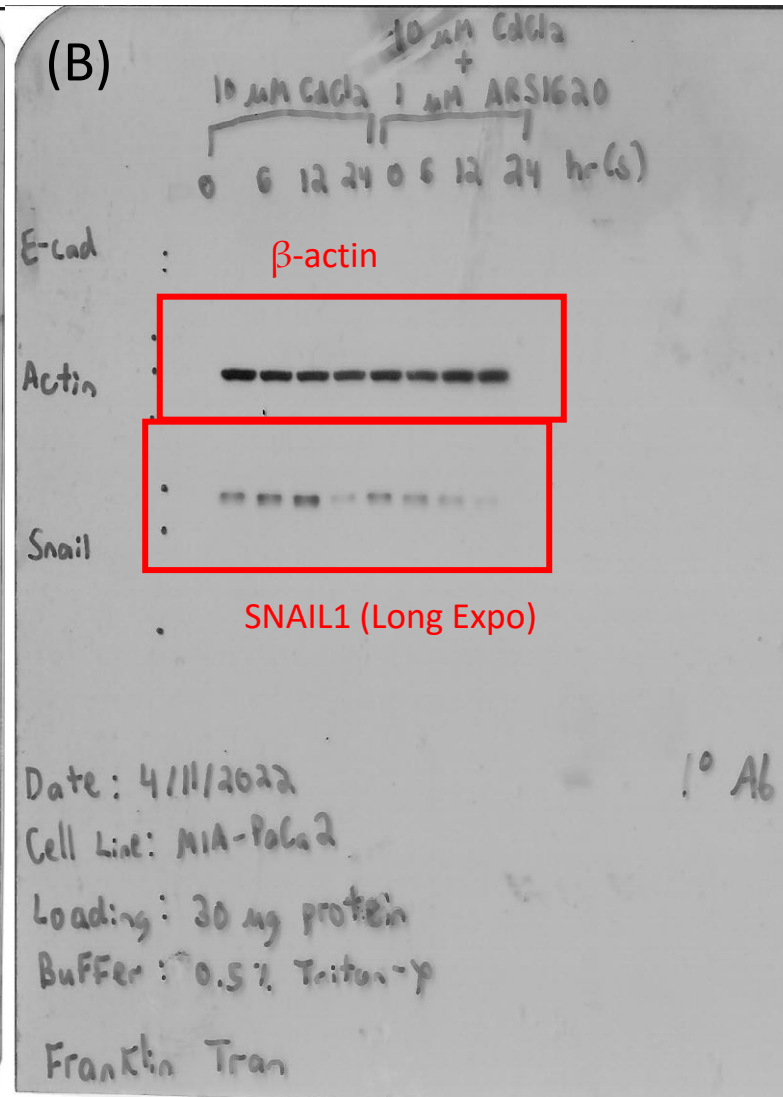 (B)
10 μM CdCl2
+
10 μM CdCl2 1 μM ARS1620
0 6 12 24 0 6 12 24 hr(s)
E-cad
β-actin
Actin
Snail
SNAIL1 (Long Expo)
Date: 4/11/2022
1° Ab
Cell Line: MIA-PaCa2
Loading: 30 μg protein
Buffer: 0.5% Triton-
Franklin Tran